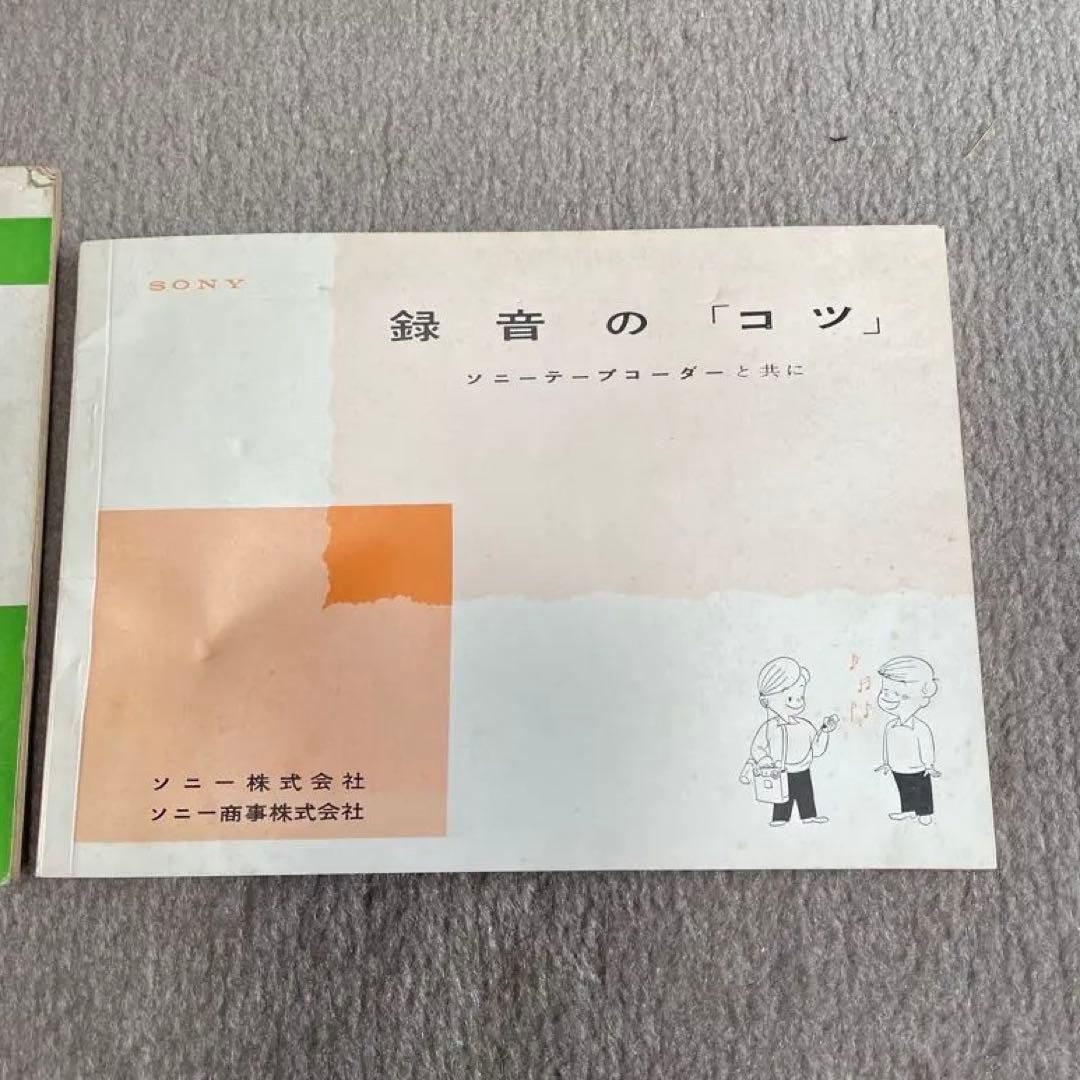 SONY
録音の「コツ」
ソニーテープコーダーと共に
ソニー株式会社
ソニー商事株式会社